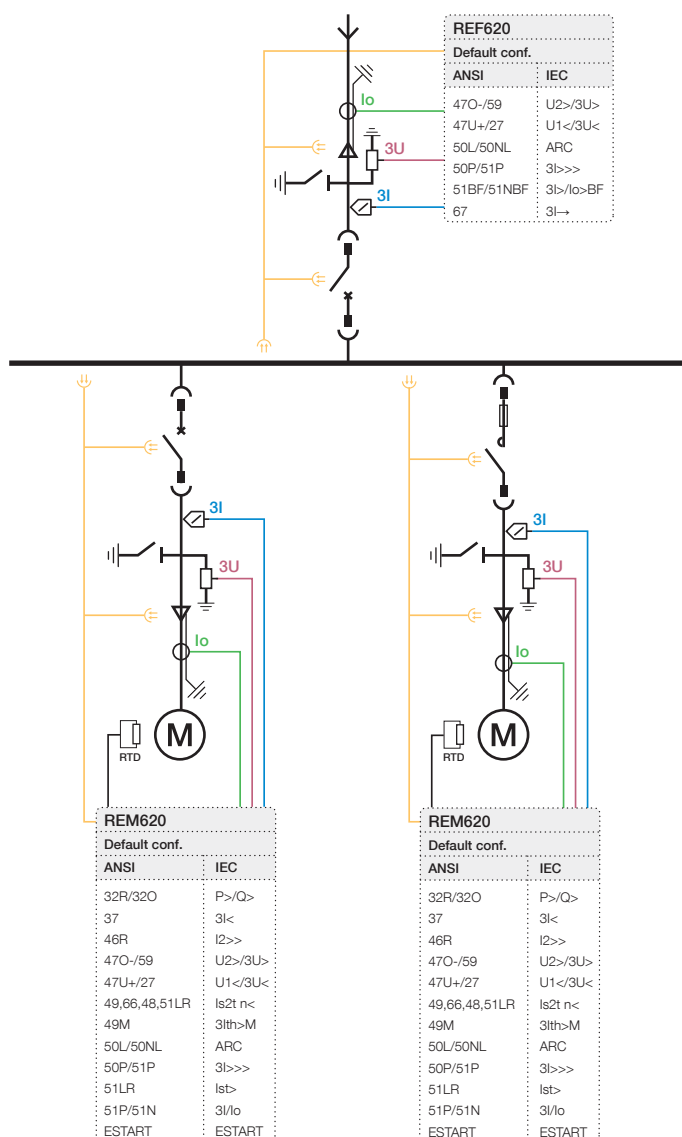 REF620
Default conf.
ANSI IEC
47O-/59 U2>/3U>
47U+/27 U1</3U<
50L/50NL ARC
50P/51P 3I>>>
51BF/51NBF 3I>/Io>BF
67 3I→
Io
3U
3I
3I
3U
Io
M
RTD
3I
3U
Io
M
RTD
REM620
Default conf.
ANSI IEC
32R/32O P>/Q>
37 3I<
46R I2>>
47O-/59 U2>/3U>
47U+/27 U1</3U<
49,66,48,51LR Is2t n<
49M 3Ith>M
50L/50NL ARC
50P/51P 3I>>>
51LR Ist>
51P/51N 3I/Io
ESTART ESTART
REM620
Default conf.
ANSI IEC
32R/32O P>/Q>
37 3I<
46R I2>>
47O-/59 U2>/3U>
47U+/27 U1</3U<
49,66,48,51LR Is2t n<
49M 3Ith>M
50L/50NL ARC
50P/51P 3I>>>
51LR Ist>
51P/51N 3I/Io
ESTART ESTART